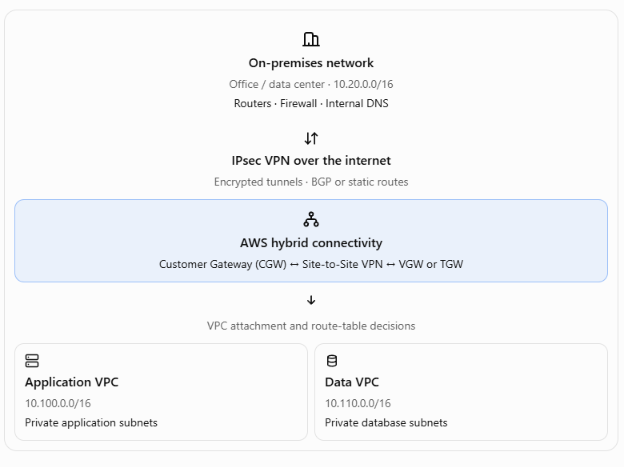 On-premises network
Office / data center · 10.20.0.0/16
Routers · Firewall · Internal DNS
IPsec VPN over the internet
Encrypted tunnels · BGP or static routes
AWS hybrid connectivity
Customer Gateway (CGW) ↔ Site-to-Site VPN ↔ VGW or TGW
VPC attachment and route-table decisions
Application VPC
10.100.0.0/16
Private application subnets
Data VPC
10.110.0.0/16
Private database subnets